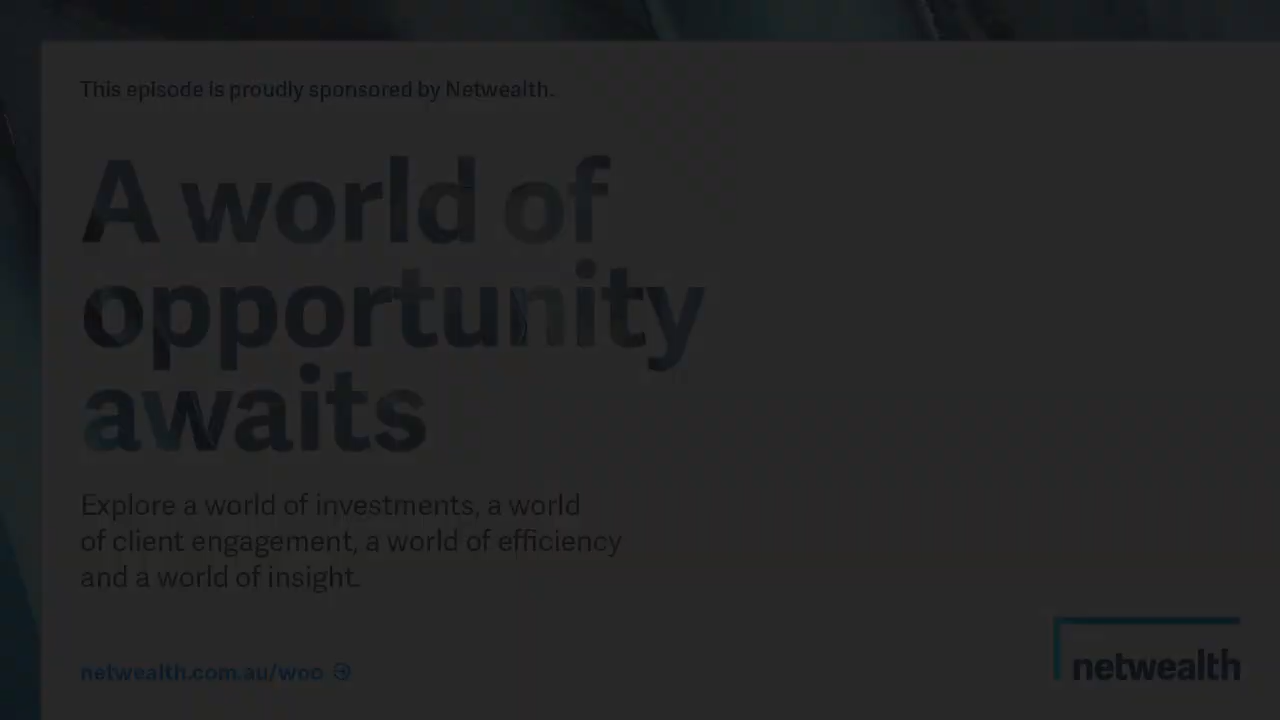 This episode is proudly sponsored by Netwealth.
A world of
opportunity
awaits
Explore a world of investments, a world
of client engagement, a world of efficiency
and a world of insight.
netwealth.com.au/woo
netwealth